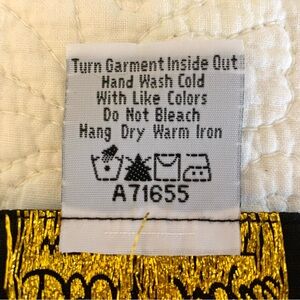 Turn Garment Inside Out
Hand Wash Cold
With Like Colors
Do Not Bleach
Hang Dry Warm Iron
A71655